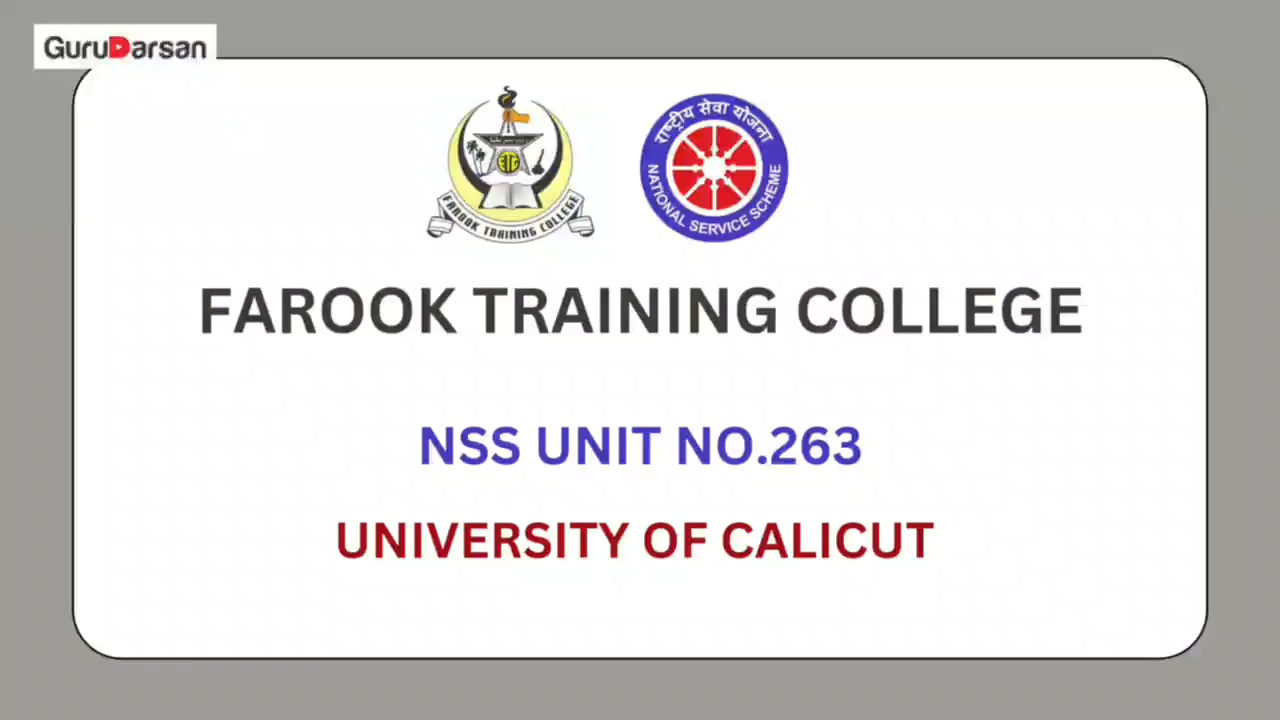 GuruDarsan
FAROOK TRAINING COLLEGE
राष्ट्रीय सेवा योजना
NATIONAL SERVICE SCHEME
FAROOK TRAINING COLLEGE
NSS UNIT NO.263
UNIVERSITY OF CALICUT